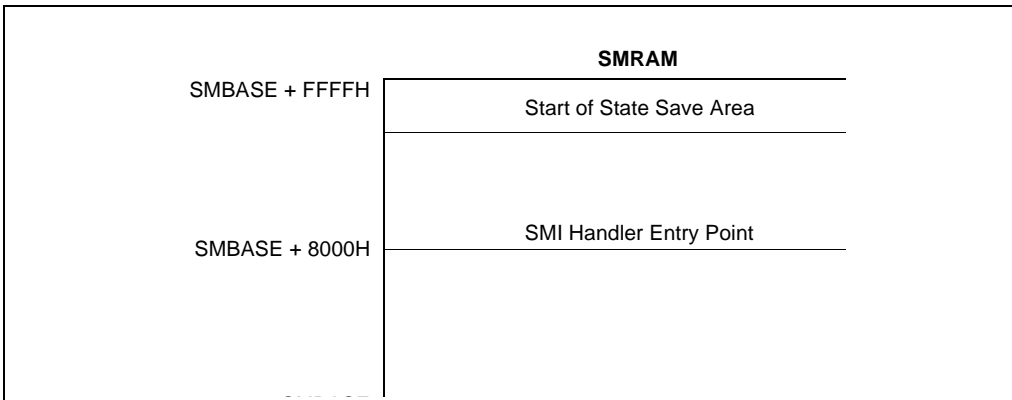 SMRAM
SMBASE + FFFFH
Start of State Save Area
SMI Handler Entry Point
SMBASE + 8000H